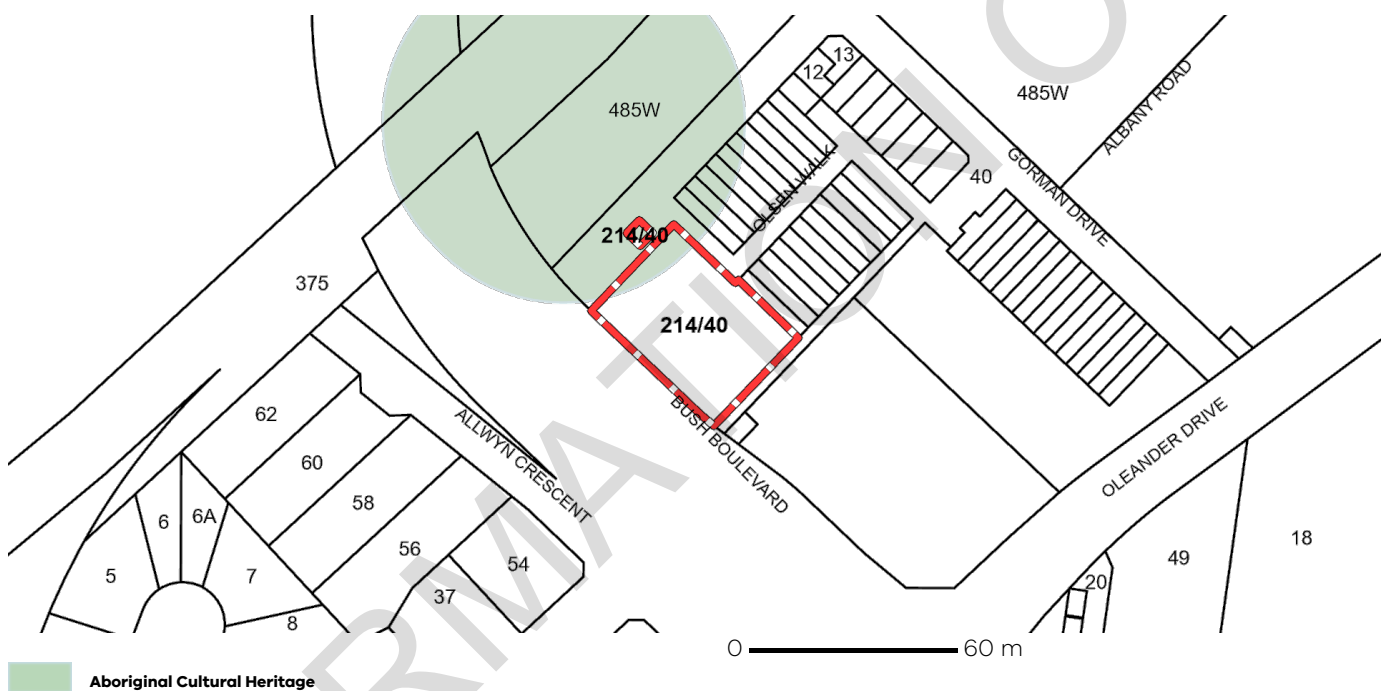 13
12
485W
485W
ALBANY ROAD
OLSEN WALK
GORMAN DRIVE
40
214/40
375
214/40
62
BUSH BOULEVARD
ALLWYN CRESCENT
OLEANDER DRIVE
60
58
6
6A
56
54
5
7
37
8
49
18
20
0 60 m
Aboriginal Cultural Heritage